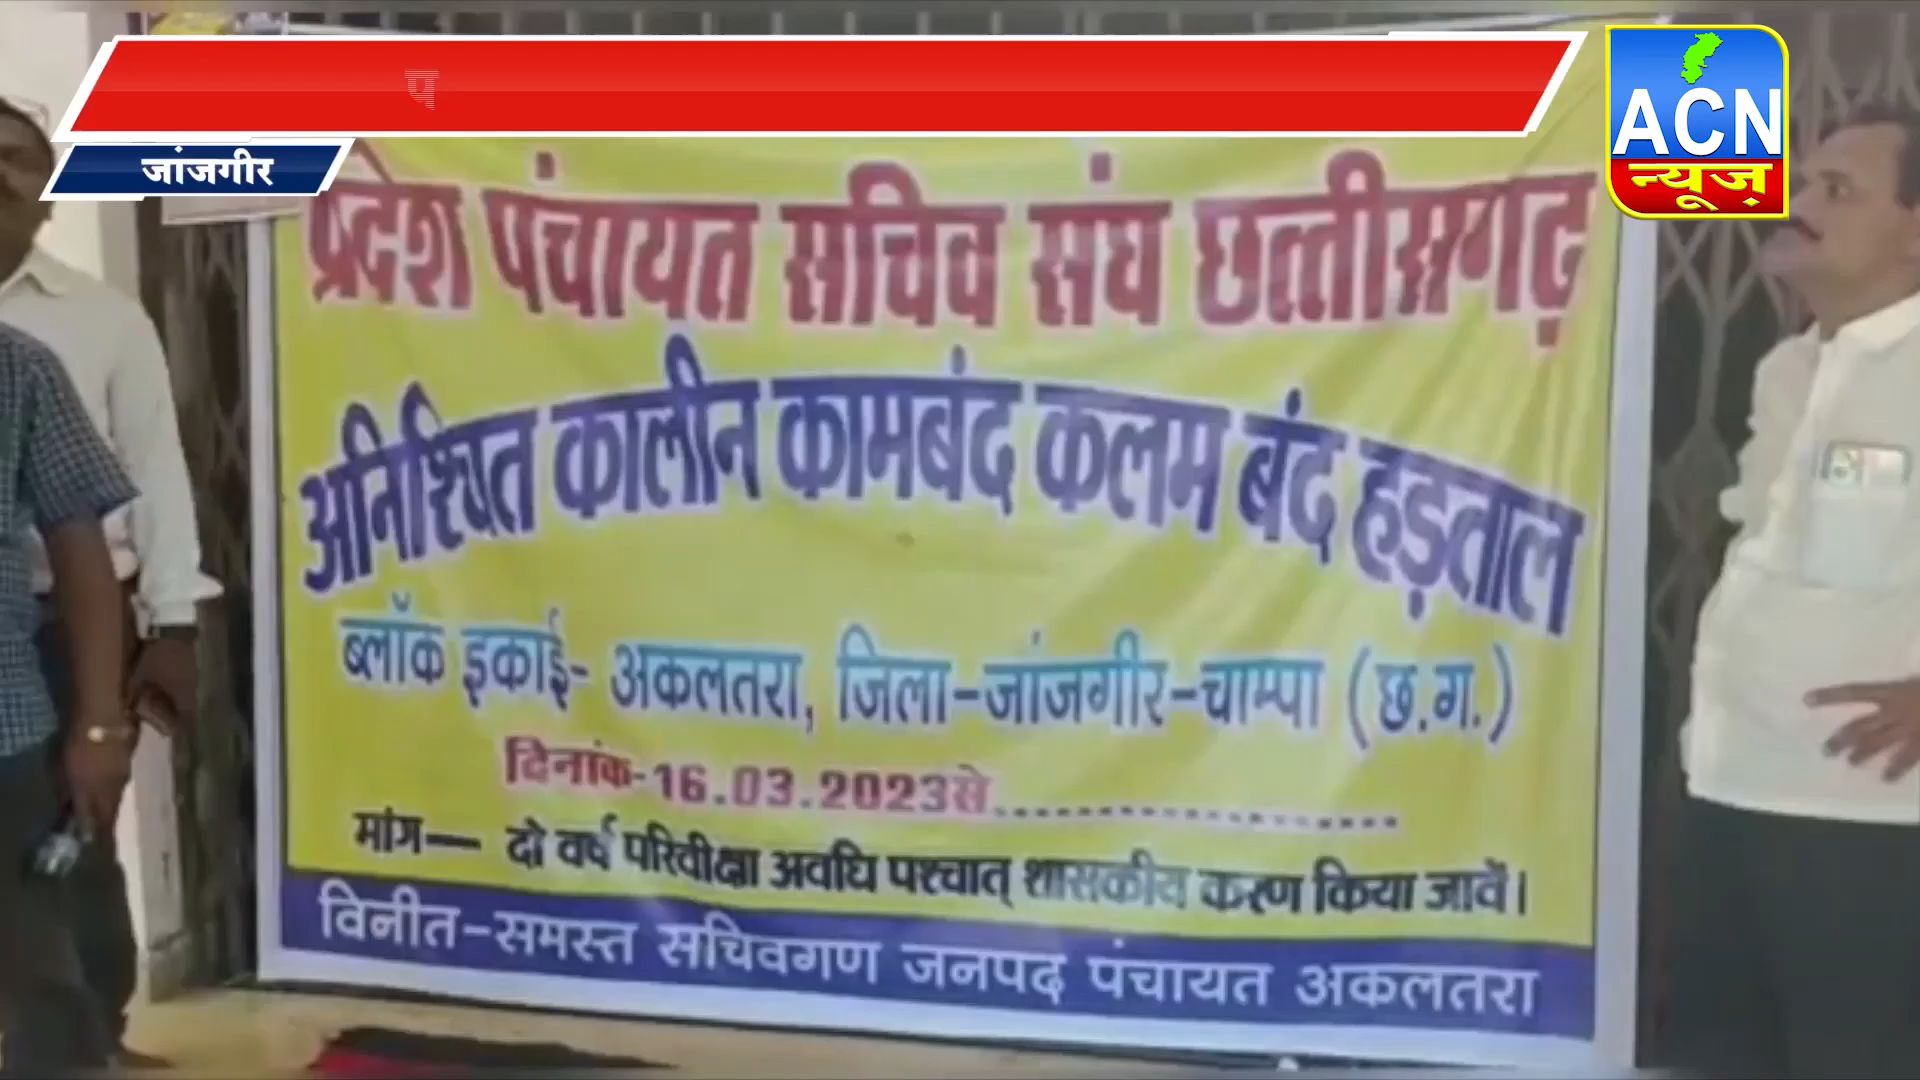 प
ACN
न्यूज़
जांजगीर
प्रदेश पंचायत सचिव संघ छत्तीसगढ़
अनिश्चित कालीन कामबंद कलम बंद हड़ताल
ब्लॉक इकाई- अकलतरा, जिला-जांजगीर-चाम्पा (छ.ग.)
दिनांक-16.03.2023से........................
मांग— दो वर्ष परिवीक्षा अवधि पश्चात् शासकीय करण किया जावें।
विनीत-समस्त सचिवगण जनपद पंचायत अकलतरा